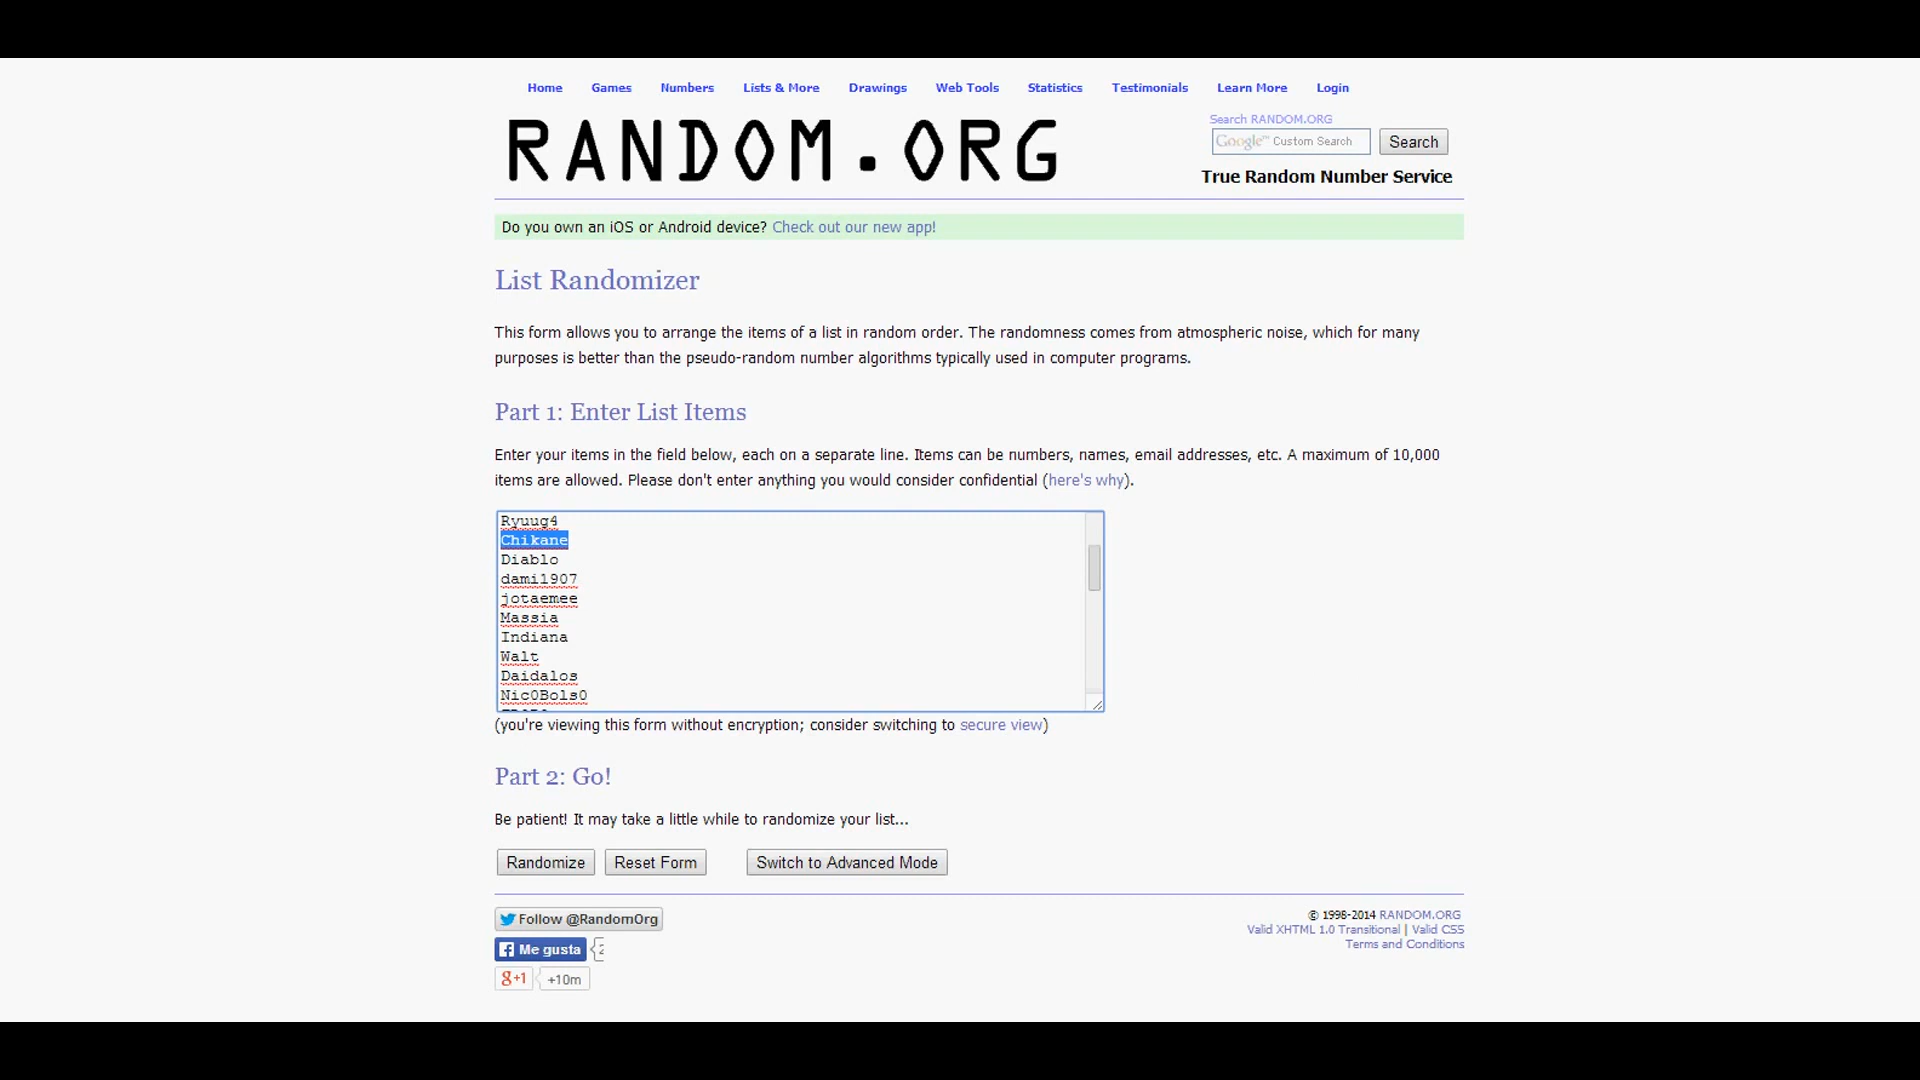 Home Games Numbers Lists & More Drawings Web Tools Statistics Testimonials Learn More Login
RANDOM.ORG
Search RANDOM.ORG
Google™ Custom Search Search
True Random Number Service
Do you own an iOS or Android device? Check out our new app!
List Randomizer
This form allows you to arrange the items of a list in random order. The randomness comes from atmospheric noise, which for many
purposes is better than the pseudo-random number algorithms typically used in computer programs.
Part 1: Enter List Items
Enter your items in the field below, each on a separate line. Items can be numbers, names, email addresses, etc. A maximum of 10,000
items are allowed. Please don't enter anything you would consider confidential (here's why).
Ryuug4
Chikane
Diablo
dami1907
jotaemee
Massia
Indiana
Walt
Daidalos
Nic0Bols0
(you're viewing this form without encryption; consider switching to secure view)
Part 2: Go!
Be patient! It may take a little while to randomize your list...
Randomize Reset Form Switch to Advanced Mode
Follow @RandomOrg
Me gusta
g+1 +10m
© 1998-2014 RANDOM.ORG
Valid XHTML 1.0 Transitional | Valid CSS
Terms and Conditions